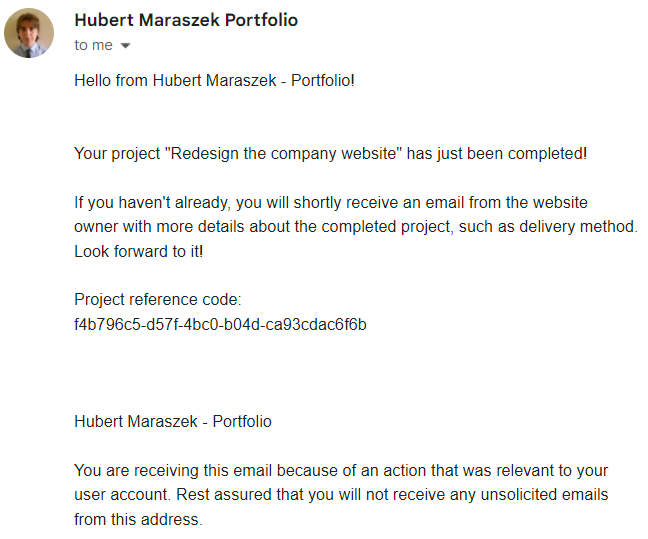 Hubert Maraszek Portfolio
to me
Hello from Hubert Maraszek - Portfolio!
Your project "Redesign the company website" has just been completed!
If you haven't already, you will shortly receive an email from the website
owner with more details about the completed project, such as delivery method.
Look forward to it!
Project reference code:
f4b796c5-d57f-4bc0-b04d-ca93cdac6f6b
Hubert Maraszek - Portfolio
You are receiving this email because of an action that was relevant to your
user account. Rest assured that you will not receive any unsolicited emails
from this address.